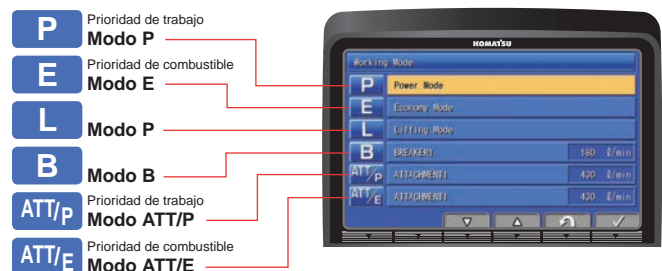 P
Prioridad de trabajo
Modo P
E
Prioridad de combustible
Modo E
L
Modo P
B
Modo B
ATT/P
Prioridad de trabajo
Modo ATT/P
ATT/E
Prioridad de combustible
Modo ATT/E
KOMATSU
Working Mode
P Power Mode
E Economy Mode
L Lifting Mode
B BREAKER1 160 ℓ/min
ATT/P ATTACHMENT1 430 ℓ/min
ATT/E ATTACHMENT1 430 ℓ/min